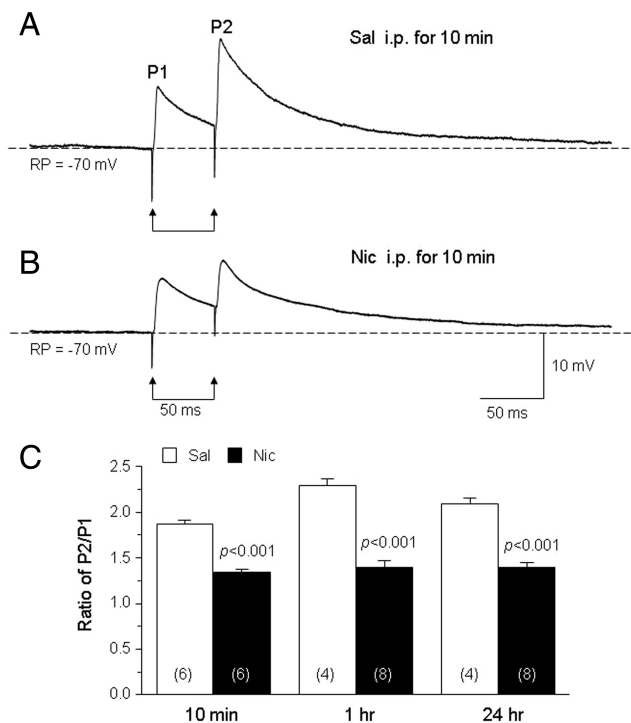 A
Sal i.p. for 10 min
P1
P2
RP = -70 mV
B
Nic i.p. for 10 min
RP = -70 mV
50 ms
10 mV
50 ms
C
Sal
Nic
Ratio of P2/P1
2.5
2.0
1.5
1.0
0.5
0.0
p<0.001
p<0.001
p<0.001
(6)
(6)
(4)
(8)
(4)
(8)
10 min
1 hr
24 hr